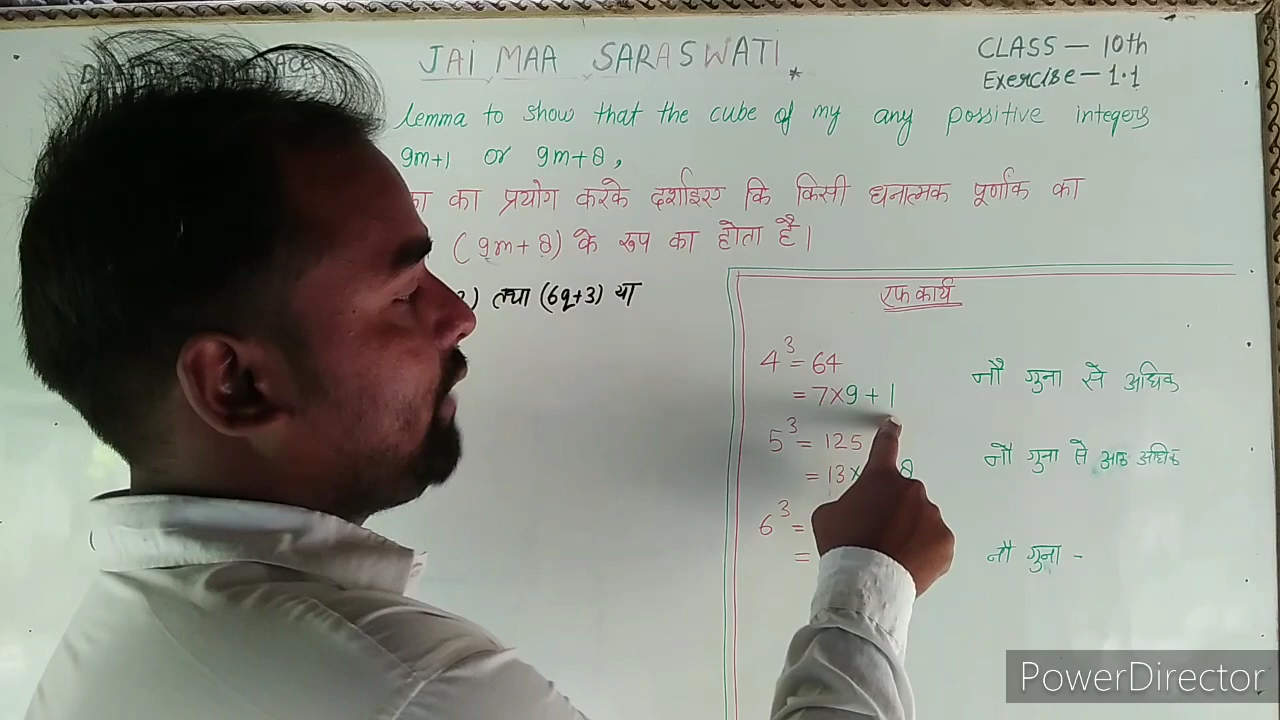 JAI MAA SARASWATI
CLASS — 10th
Exercise — 1.1
lemma to show that the cube of my any possitive integers
9m+1 or 9m+8,
का प्रयोग करके दर्शाइए कि किसी धनात्मक पूर्णांक का
(9m+8) के रूप का होता है।
तथा (6q+3) या
रफ कार्य
4³ = 64
= 7×9+1
नौ गुना से अधिक
5³ = 125
= 13× 8
नौ गुना से आठ अधिक
6³ =
=
नौ गुना -
PowerDirector